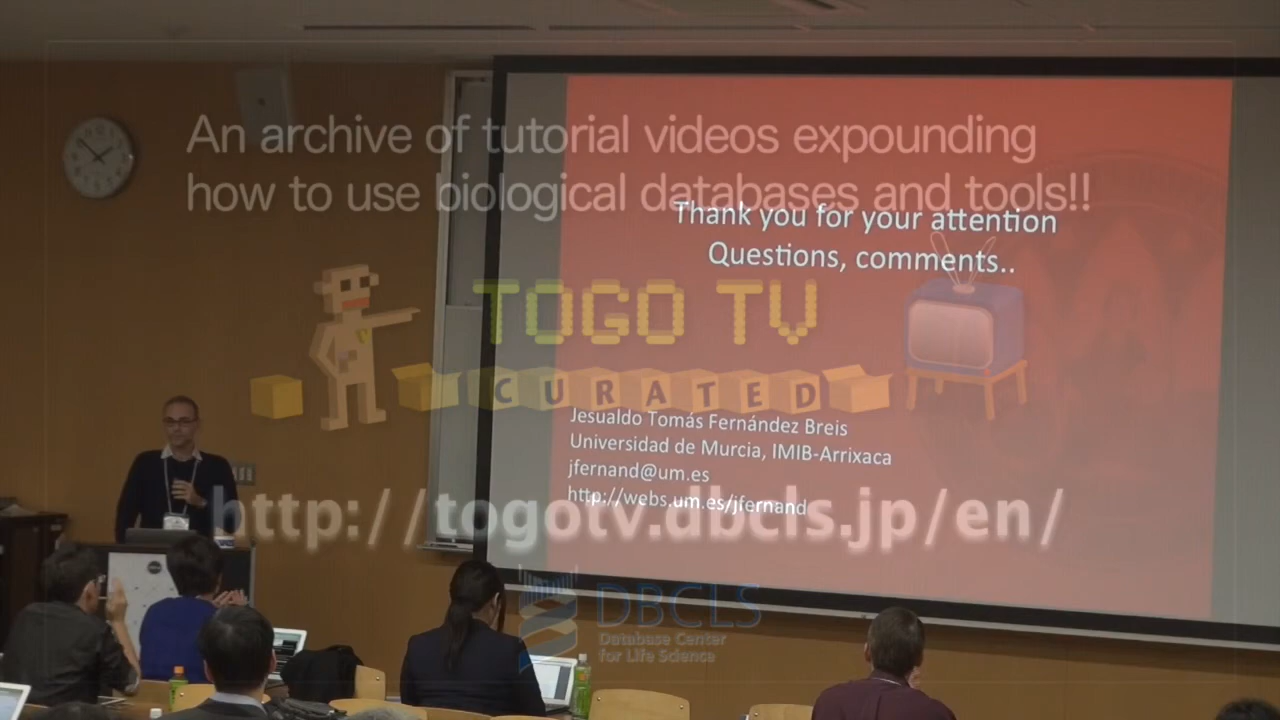 An archive of tutorial videos expounding
how to use biological databases and tools!!
Thank you for your attention
Questions, comments..
TOGO TV
CURATED
Jesualdo Tomás Fernández Breis
Universidad de Murcia, IMIB-Arrixaca
jfernand@um.es
http://webs.um.es/jfernand
http://togotv.dbcls.jp/en/
DBCLS
Database Center
for Life Science